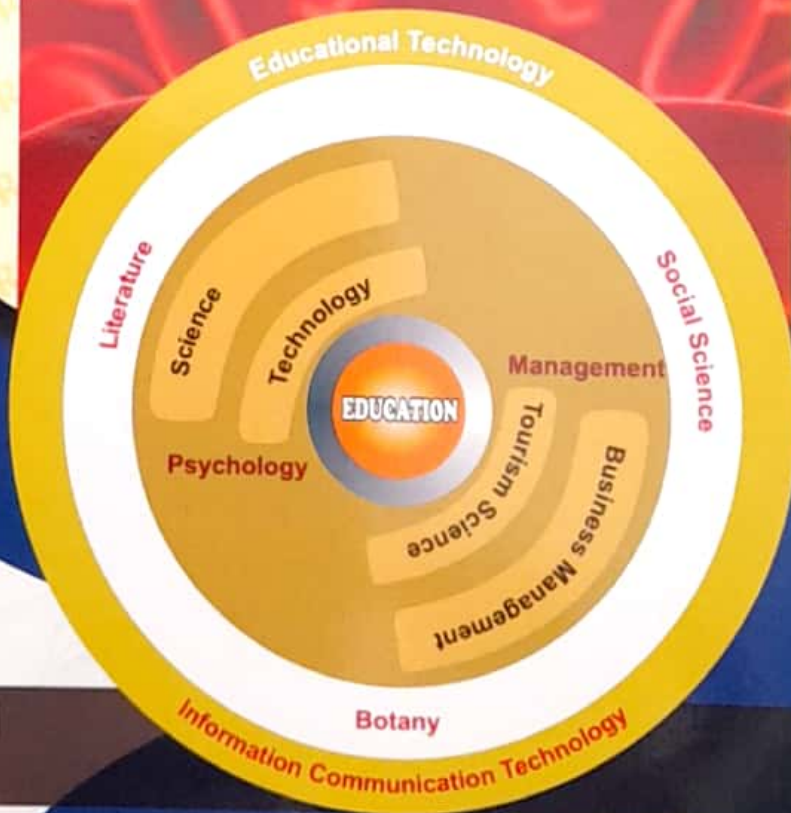 Educational Technology
Literature
Social Science
Science
Technology
Management
EDUCATION
Psychology
Tourism Science
Business Management
Botany
Information Communication Technology